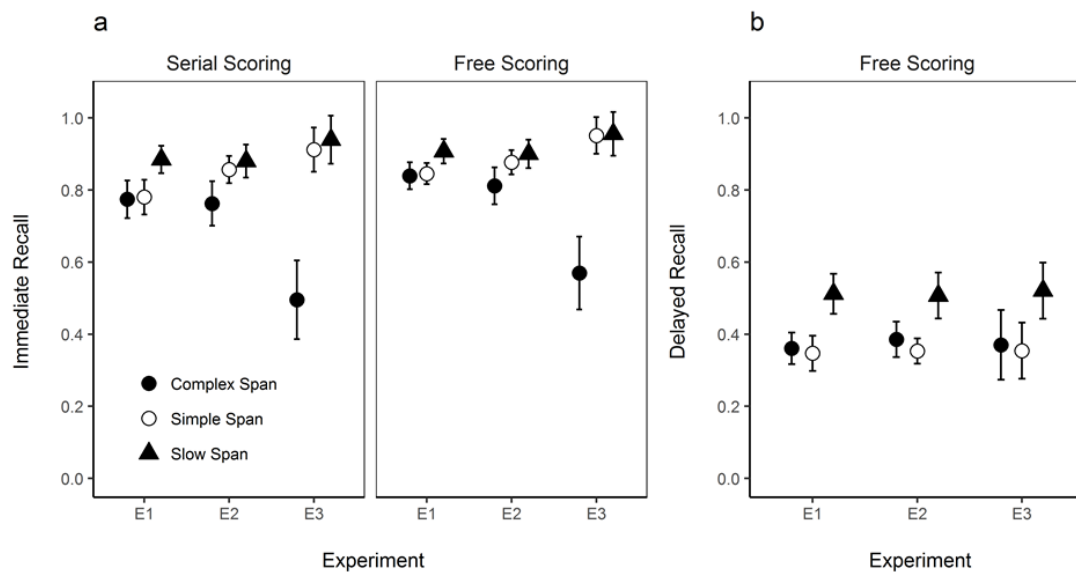 a
Serial Scoring
Free Scoring
Immediate Recall
1.0
0.8
0.6
0.4
0.2
0.0
Complex Span
Simple Span
Slow Span
E1 E2 E3
E1 E2 E3
Experiment
b
Free Scoring
Delayed Recall
1.0
0.8
0.6
0.4
0.2
0.0
E1 E2 E3
Experiment